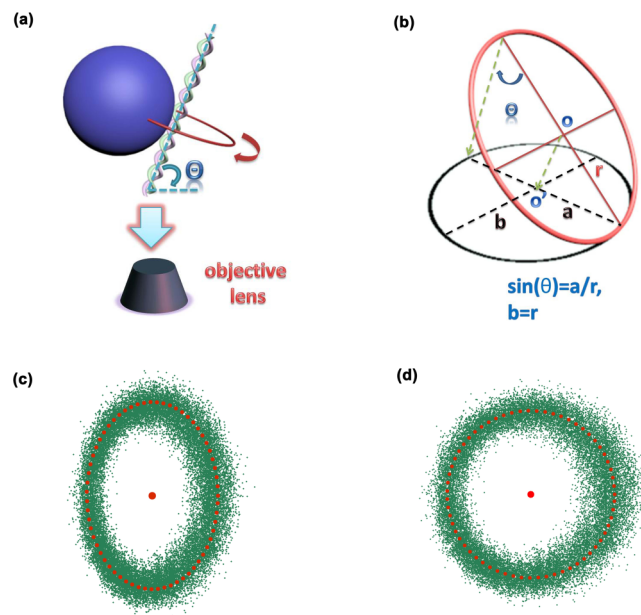 (a)
Θ
objective
lens
(b)
Θ
o
r
o'
b
a
sin(θ)=a/r,
b=r
(c)
(d)